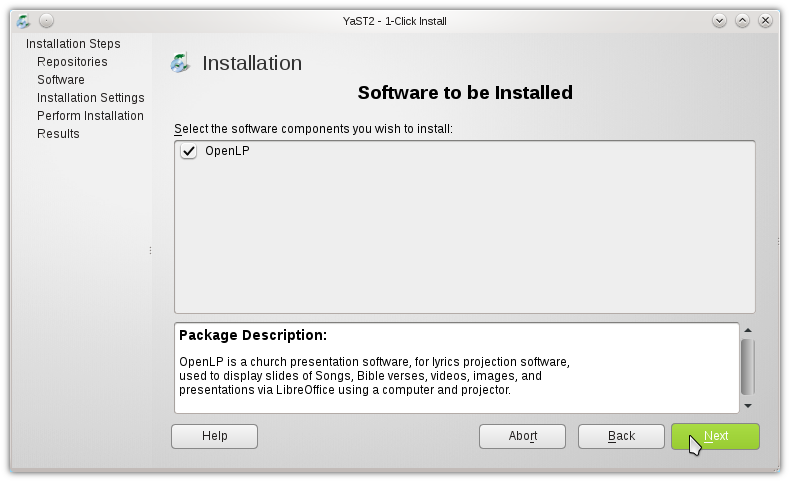 YaST2 - 1-Click Install
Installation Steps
Repositories
Software
Installation Settings
Perform Installation
Results
Installation
Software to be Installed
Select the software components you wish to install:
OpenLP
Package Description:
OpenLP is a church presentation software, for lyrics projection software,
used to display slides of Songs, Bible verses, videos, images, and
presentations via LibreOffice using a computer and projector.
Help
Abort
Back
Next